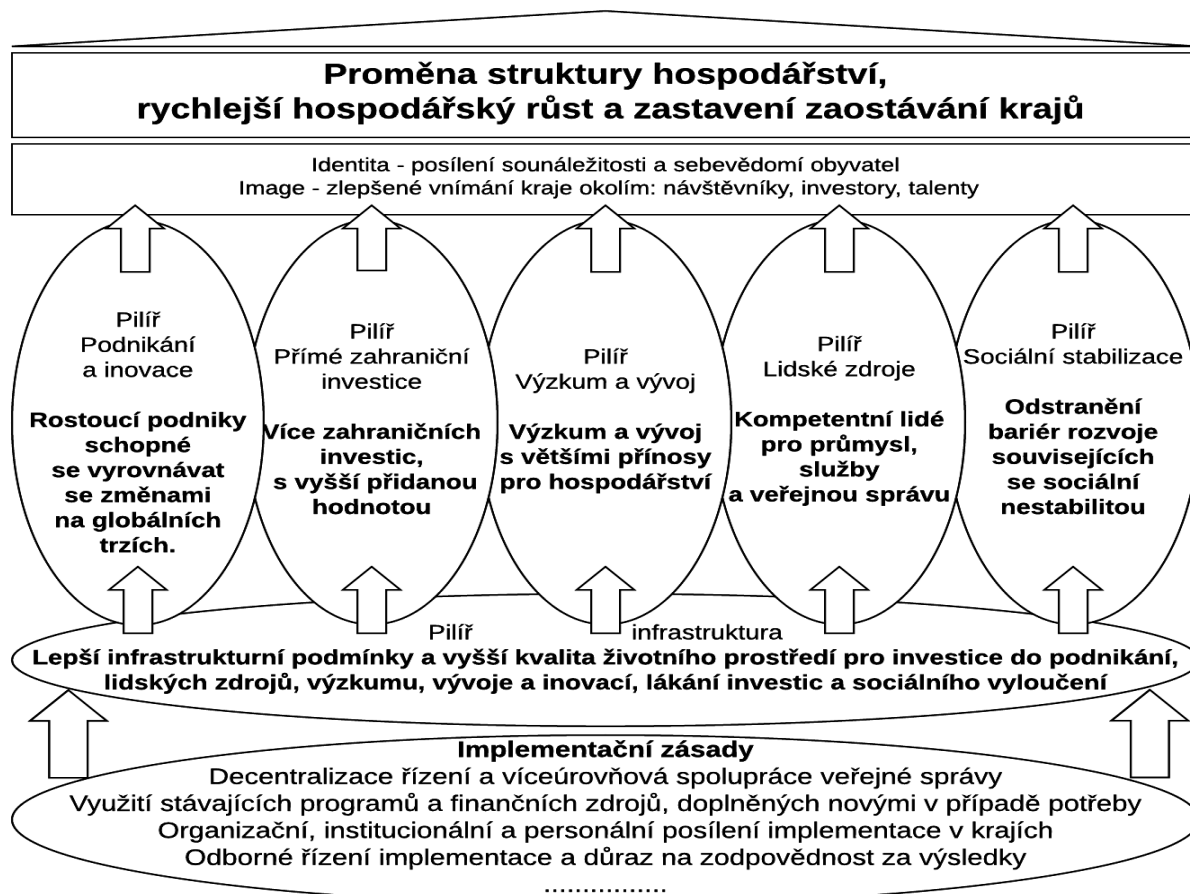 Proměna struktury hospodářství,
rychlejší hospodářský růst a zastavení zaostávání krajů
Identita - posílení sounáležitosti a sebevědomí obyvatel
Image - zlepšené vnímání kraje okolím: návštěvníky, investory, talenty
Pilíř
Podnikání
a inovace
Rostoucí podniky
schopné
se vyrovnávat
se změnami
na globálních
trzích.
Pilíř
Přímé zahraniční
investice
Více zahraničních
investic,
s vyšší přidanou
hodnotou
Pilíř
Výzkum a vývoj
Výzkum a vývoj
s většími přínosy
pro hospodářství
Pilíř
Lidské zdroje
Kompetentní lidé
pro průmysl,
služby
a veřejnou správu
Pilíř
Sociální stabilizace
Odstranění
bariér rozvoje
souvisejících
se sociální
nestabilitou
Pilíř infrastruktura
Lepší infrastrukturní podmínky a vyšší kvalita životního prostředí pro investice do podnikání,
lidských zdrojů, výzkumu, vývoje a inovací, lákání investic a sociálního vyloučení
Implementační zásady
Decentralizace řízení a víceúrovňová spolupráce veřejné správy
Využití stávajících programů a finančních zdrojů, doplněných novými v případě potřeby
Organizační, institucionální a personální posílení implementace v krajích
Odborné řízení implementace a důraz na zodpovědnost za výsledky
................